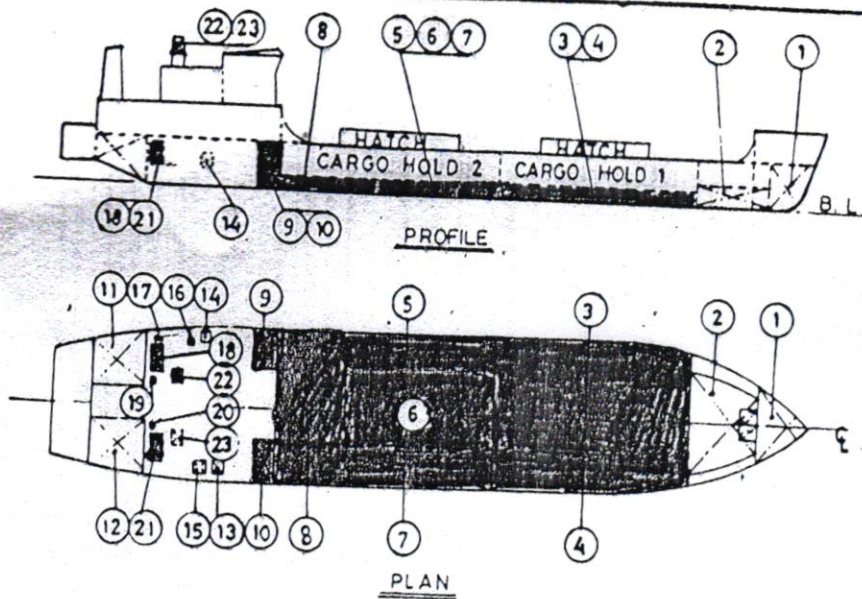 22 23 8 5 6 7 3 4 2 1
HATCH HATCH
CARGO HOLD 2 CARGO HOLD 1
18 21 14 9 10 B.L.
PROFILE
11 17 16 14 9 5 3 2 1
18
22
19 20 6 ℄
23
12 21 15 13 10 8 7 4
PLAN